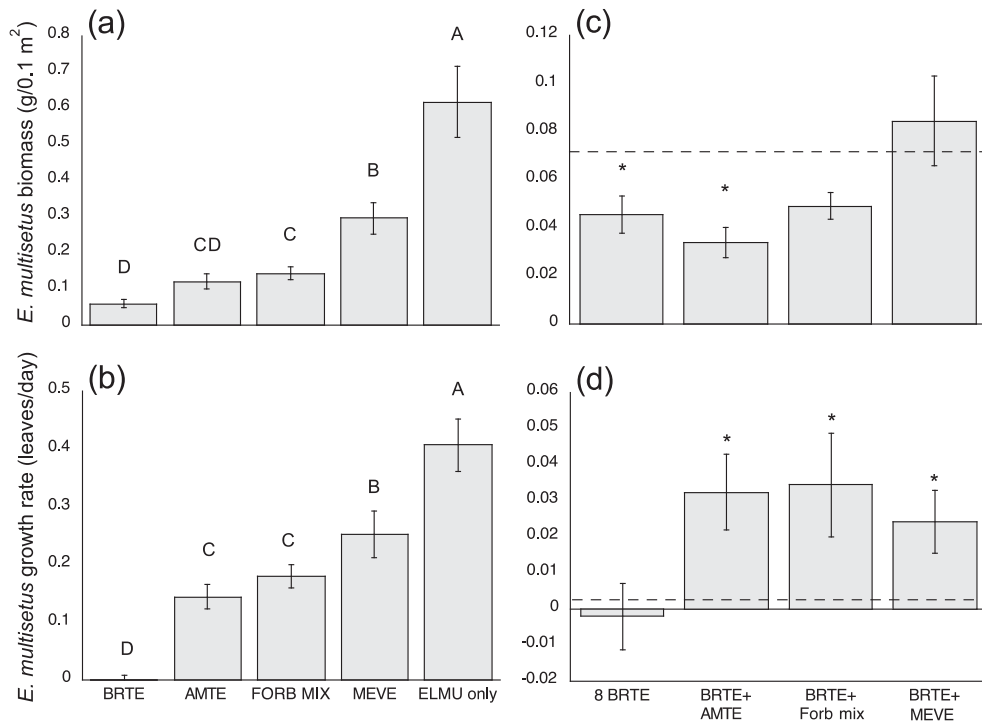 (a)
E. multisetus biomass (g/0.1 m²)
0.8
0.7
0.6
0.5
0.4
0.3
0.2
0.1
0
D
CD
C
B
A
(c)
0.12
0.1
0.08
0.06
0.04
0.02
0
*
*
(b)
E. multisetus growth rate (leaves/day)
0.5
0.4
0.3
0.2
0.1
0
D
C
C
B
A
BRTE
AMTE
FORB MIX
MEVE
ELMU only
(d)
0.06
0.05
0.04
0.03
0.02
0.01
0
-0.01
-0.02
*
*
*
8 BRTE
BRTE+
AMTE
BRTE+
Forb mix
BRTE+
MEVE